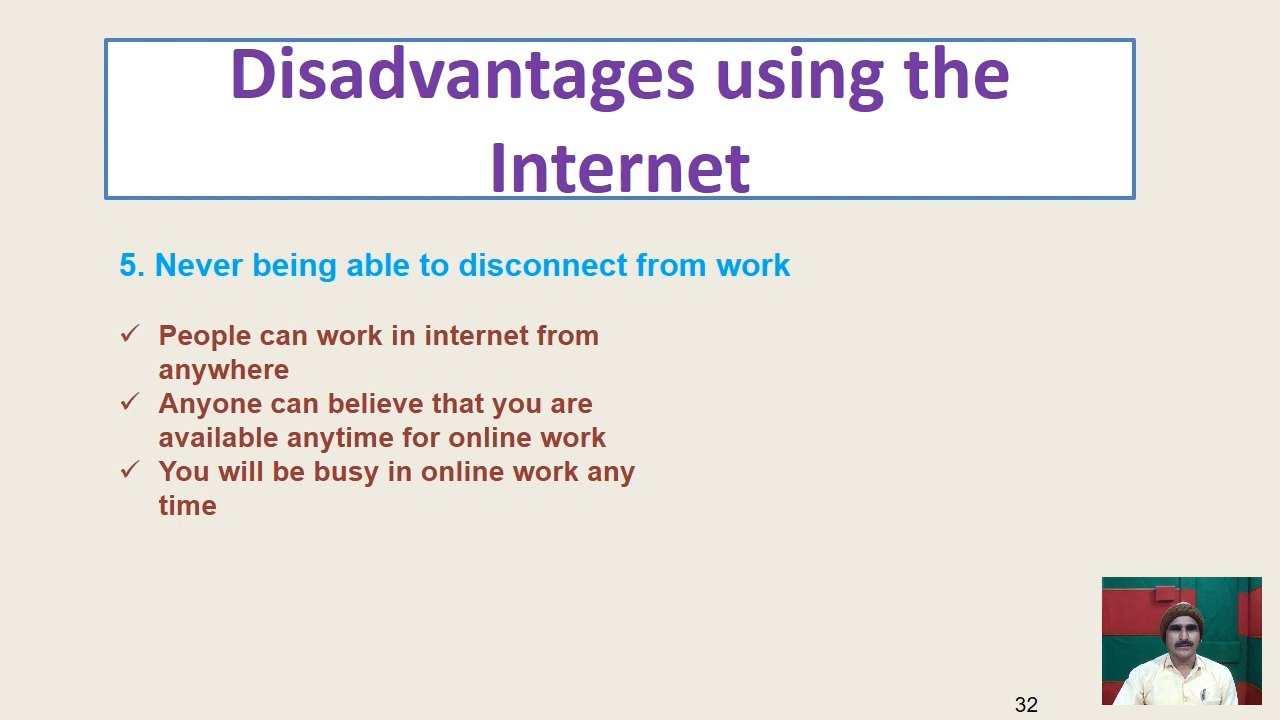 Disadvantages using the
Internet
5. Never being able to disconnect from work
✓ People can work in internet from
anywhere
✓ Anyone can believe that you are
available anytime for online work
✓ You will be busy in online work any
time
32